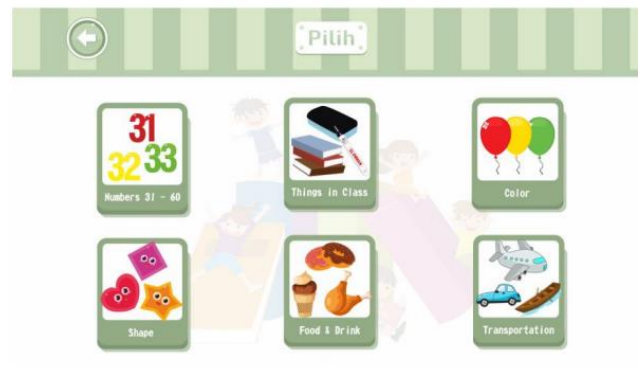 Pilih
31
32 33
Numbers 31 - 60
Things in Class
Color
Shape
Food & Drink
Transportation